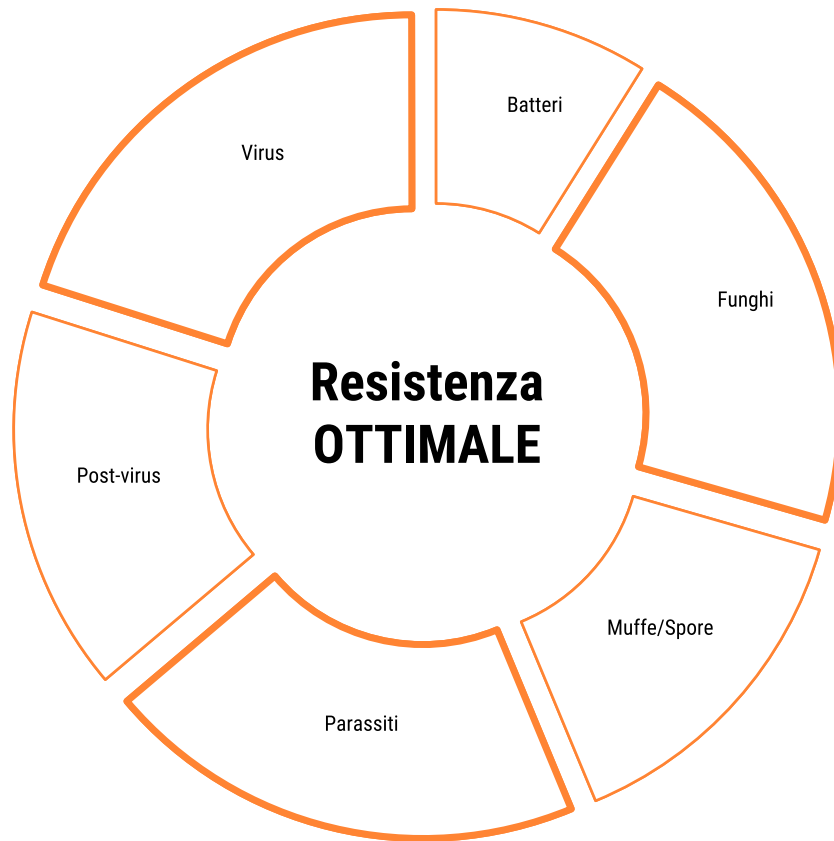 Batteri
Virus
Funghi
Resistenza
OTTIMALE
Post-virus
Muffe/Spore
Parassiti